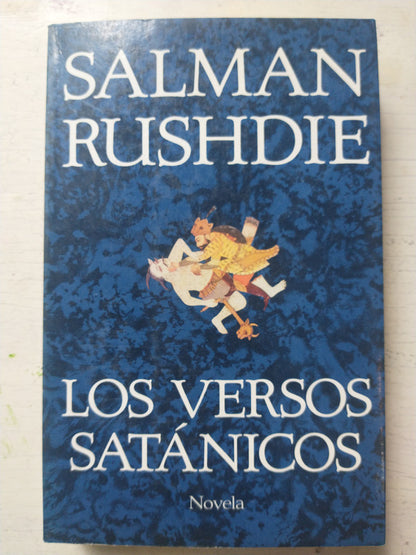 SALMAN
RUSHDIE
LOS VERSOS
SATÁNICOS
Novela